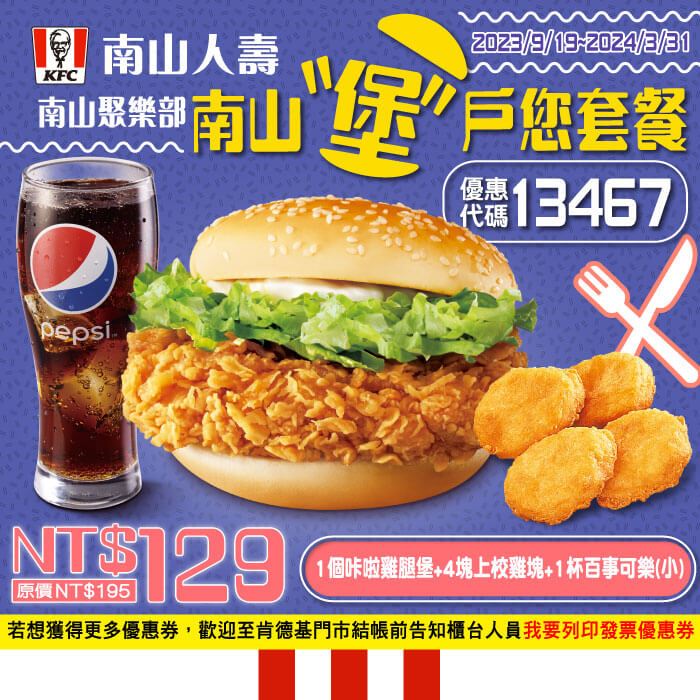 KFC
南山人壽
2023/9/19~2024/3/31
南山聚樂部
南山"堡"戶您套餐
優惠代碼 13467
pepsi
NT$129
原價NT$195
1個咔啦雞腿堡+4塊上校雞塊+1杯百事可樂(小)
若想獲得更多優惠券，歡迎至肯德基門市結帳前告知櫃台人員我要列印發票優惠券